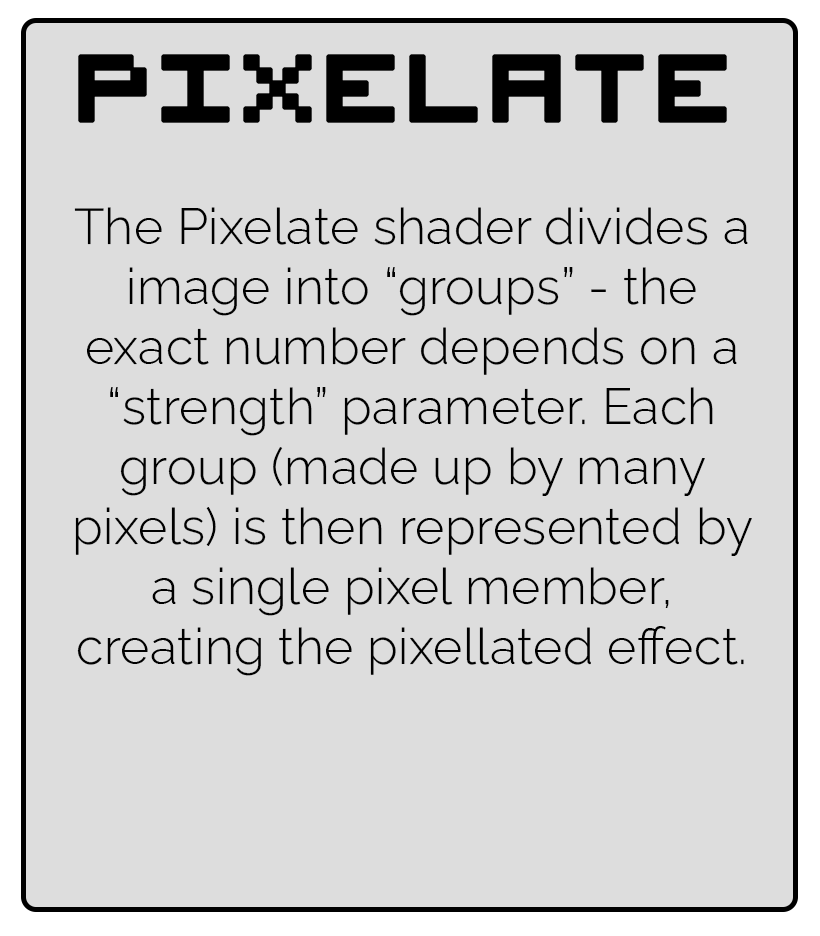 PIXELATE
The Pixelate shader divides a
image into “groups” - the
exact number depends on a
“strength” parameter. Each
group (made up by many
pixels) is then represented by
a single pixel member,
creating the pixellated effect.